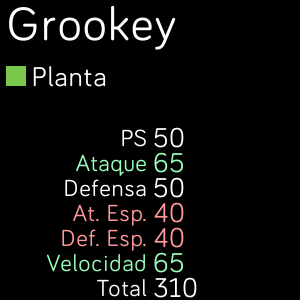 Grookey
Planta
PS 50
Ataque 65
Defensa 50
At. Esp. 40
Def. Esp. 40
Velocidad 65
Total 310